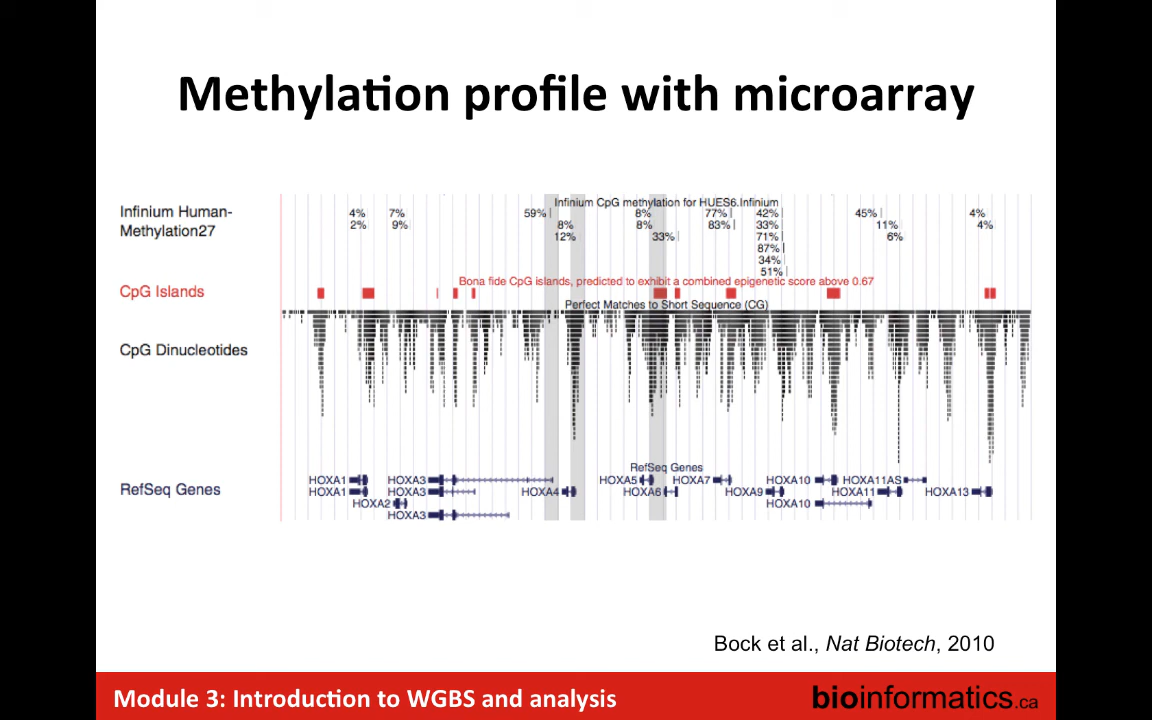 Methylation profile with microarray
Infinium CpG methylation for HUES6.Infinium
Infinium Human-
Methylation27
4% 7% 59% 8% 77% 42% 45% 4%
2% 9% 8% 8% 83% 33% 11% 4%
12% 33% 71% 6%
87%
34%
51%
Bona fide CpG islands, predicted to exhibit a combined epigenetic score above 0.67
CpG Islands
Perfect Matches to Short Sequence (CG)
CpG Dinucleotides
RefSeq Genes
RefSeq Genes
HOXA1 HOXA3 HOXA5 HOXA7 HOXA10 HOXA11AS
HOXA1 HOXA3 HOXA4 HOXA6 HOXA9 HOXA11 HOXA13
HOXA2 HOXA10
HOXA3
Bock et al., Nat Biotech, 2010
Module 3: Introduction to WGBS and analysis
bioinformatics.ca